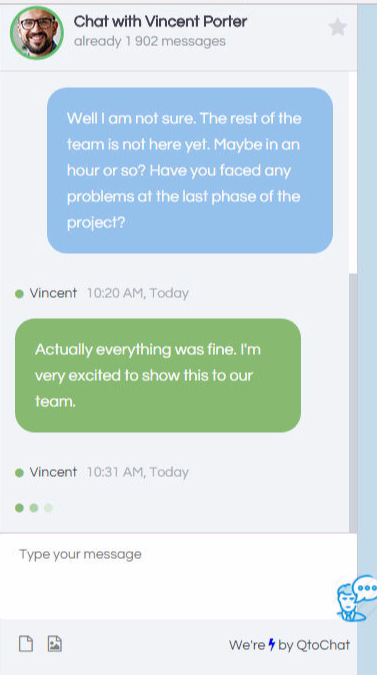 Chat with Vincent Porter
already 1 902 messages
Well I am not sure. The rest of the
team is not here yet. Maybe in an
hour or so? Have you faced any
problems at the last phase of the
project?
Vincent 10:20 AM, Today
Actually everything was fine. I'm
very excited to show this to our
team.
Vincent 10:31 AM, Today
Type your message
We're by QtoChat